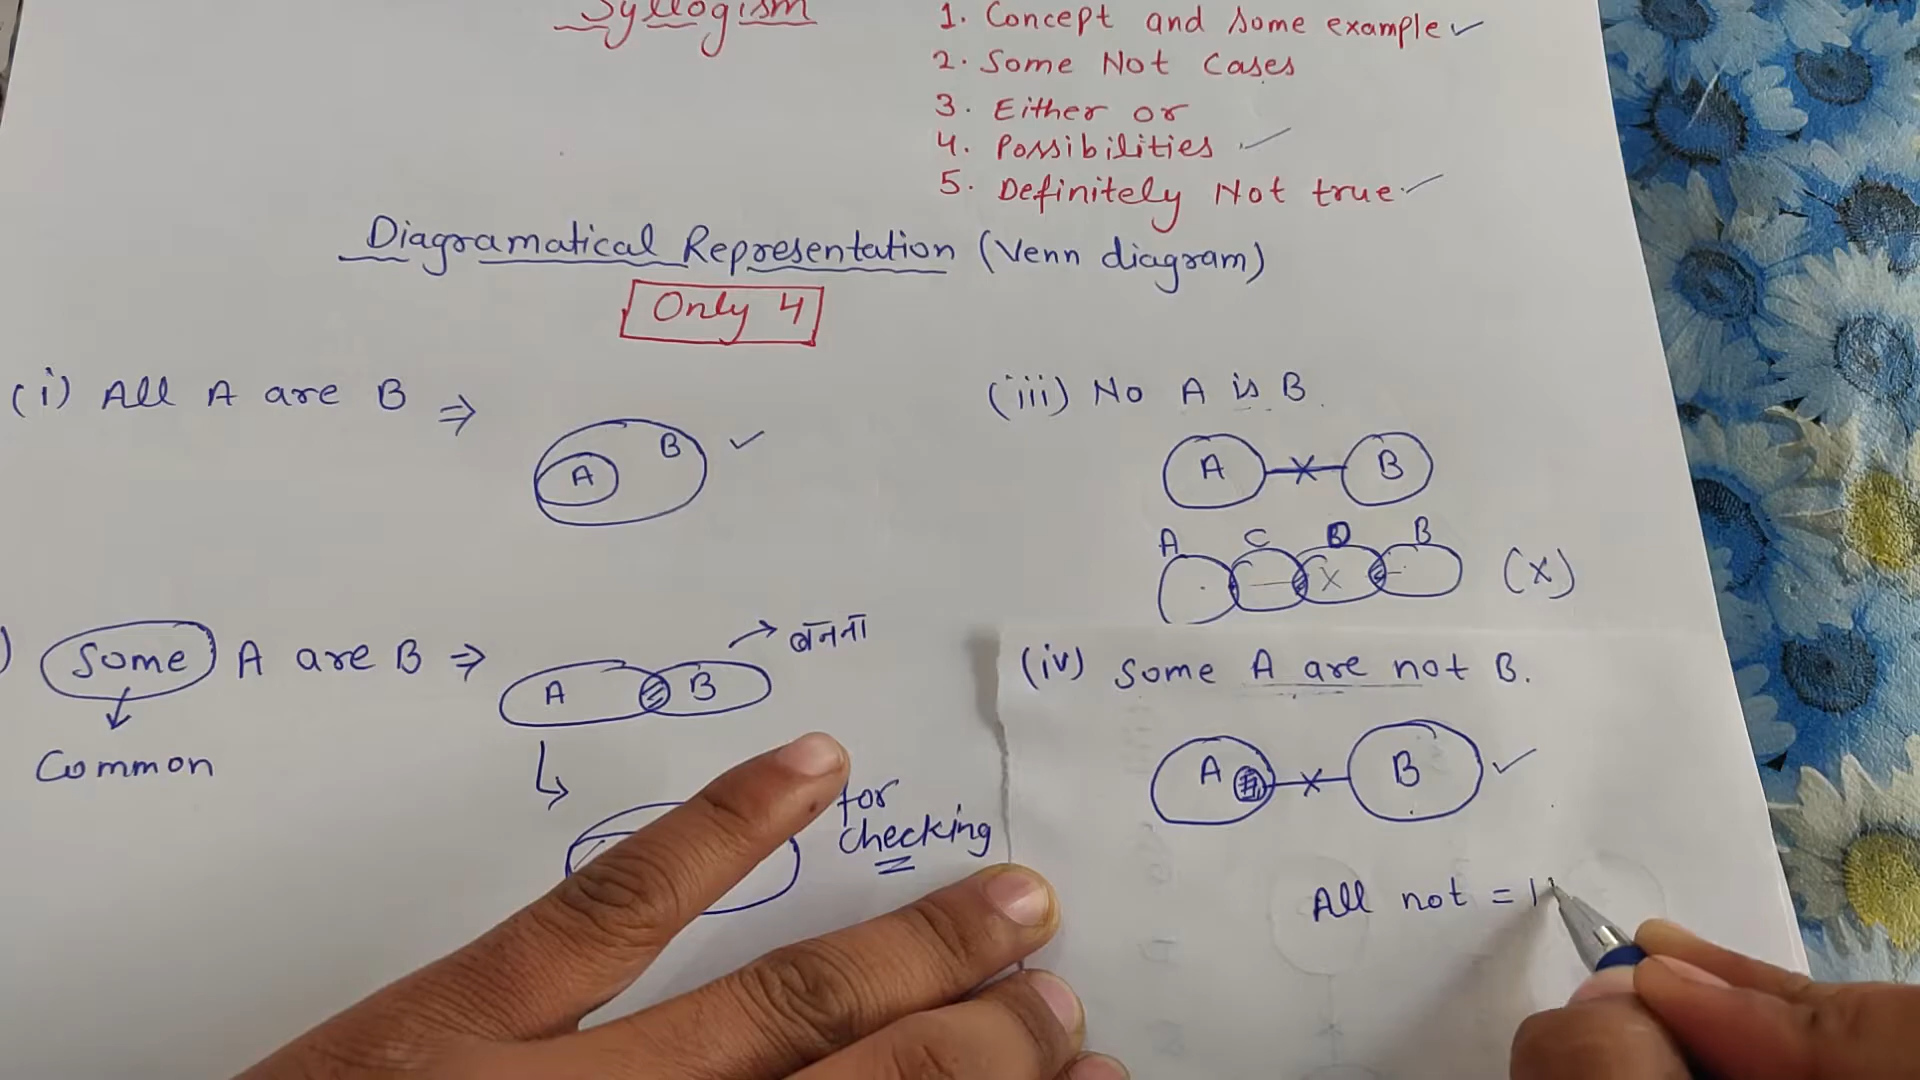 Syllogism
1. Concept and some example
2. Some Not Cases
3. Either or
4. Possibilities
5. Definitely Not true
Diagramatical Representation (Venn diagram)
Only 4
(i) All A are B ⇒
B
A
) Some A are B ⇒
Common
A B
बनना
for
checking
(iii) No A is B.
A B
A C D B
(x)
(iv) Some A are not B.
A B
All not =